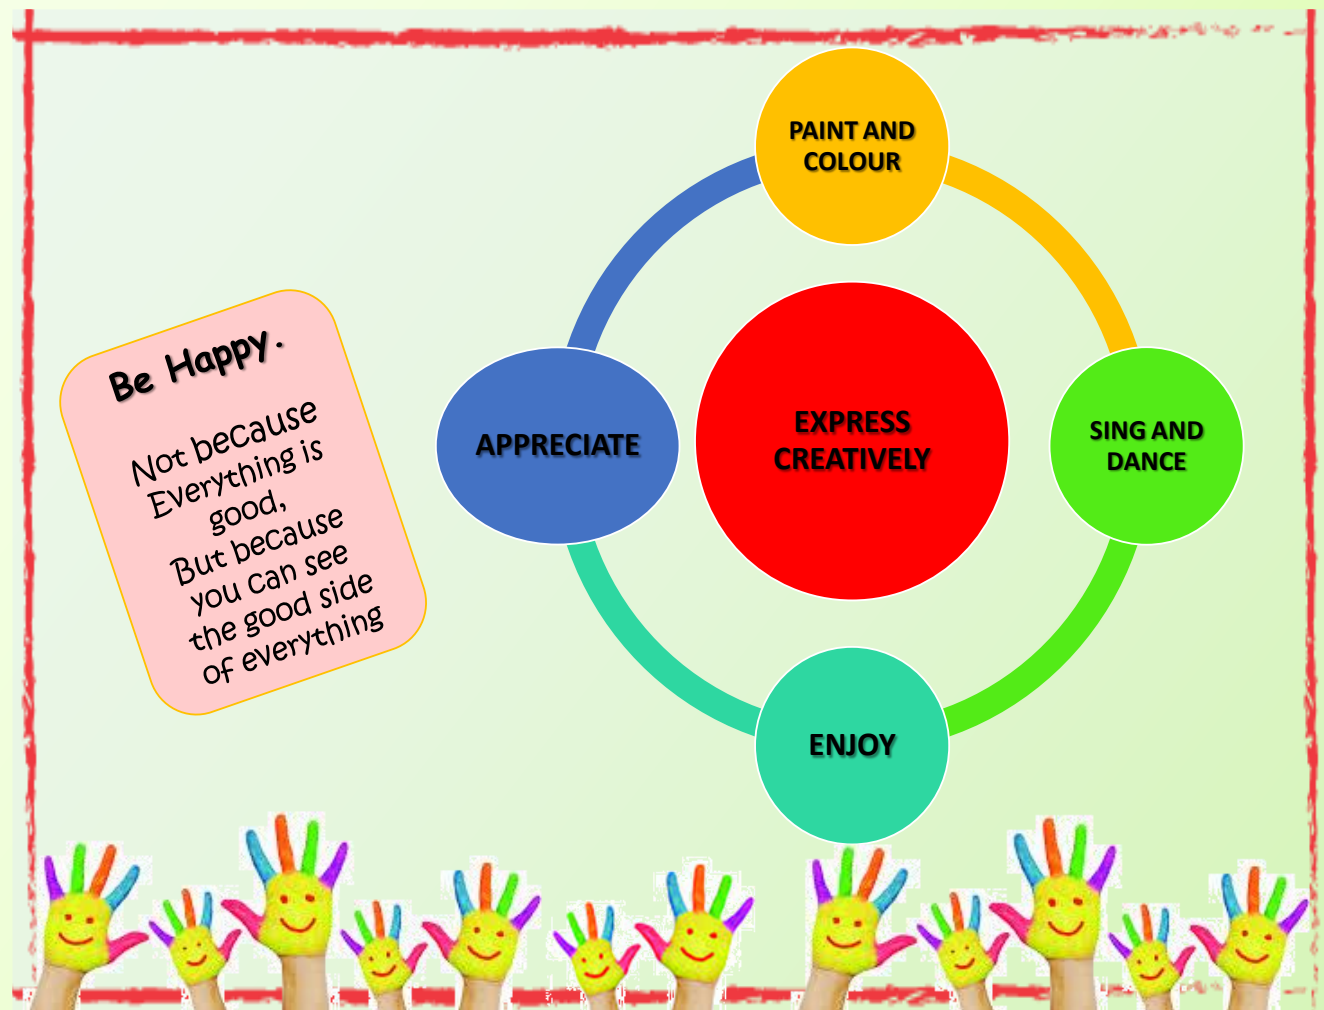 Be Happy.
Not because
Everything is
good,
But because
you can see
the good side
of everything
PAINT AND
COLOUR
APPRECIATE
EXPRESS
CREATIVELY
SING AND
DANCE
ENJOY